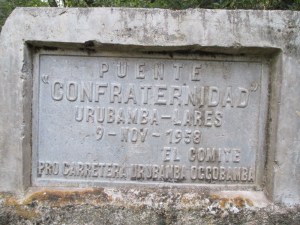 PUENTE
"CONFRATERNIDAD"
URUBAMBA-LARES
9-NOV-1958
EL COMITE
PRO CARRETERA URUBAMBA OCCOBAMBA